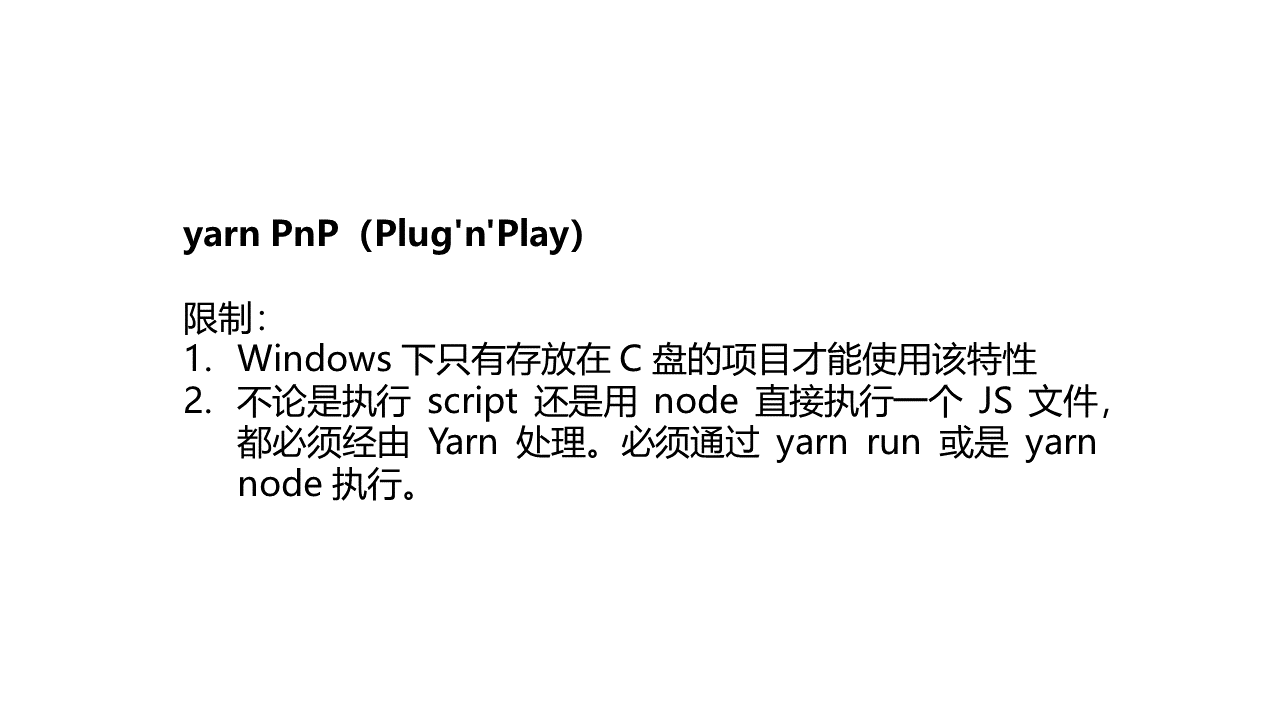 yarn PnP（Plug'n'Play）
限制：
1. Windows 下只有存放在 C 盘的项目才能使用该特性
2. 不论是执行 script 还是用 node 直接执行一个 JS 文件，
都必须经由 Yarn 处理。必须通过 yarn run 或是 yarn
node 执行。